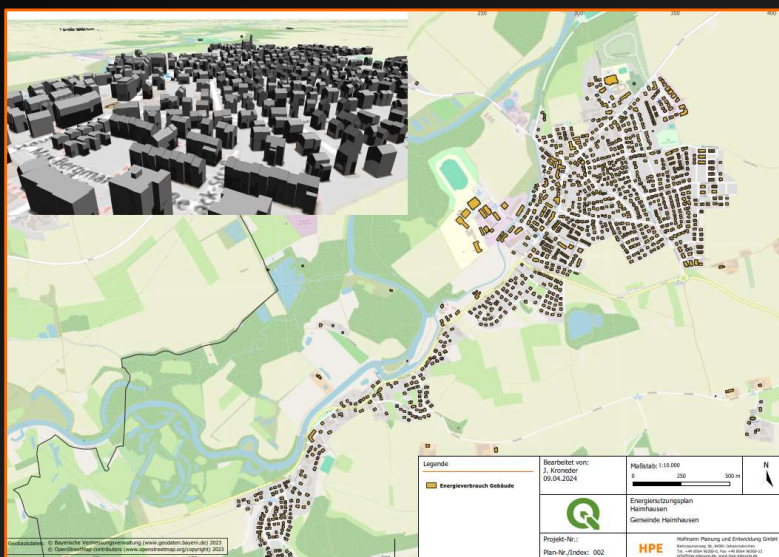 250
300
350
400
Legende
Energieverbrauch Gebäude
Bearbeitet von:
J. Kroneder
09.04.2024
Maßstab: 1:10.000
0 250 500 m
N
Energienutzungsplan
Haimhausen
Gemeinde Haimhausen
Projekt-Nr.:
Plan-Nr./Index: 002
HPE
Hofmann Planung und Entwicklung GmbH
Geobasisdaten: © Bayerische Vermessungsverwaltung (www.geodaten.bayern.de) 2023
© OpenStreetMap contributors (www.openstreetmap.org/copyright) 2023